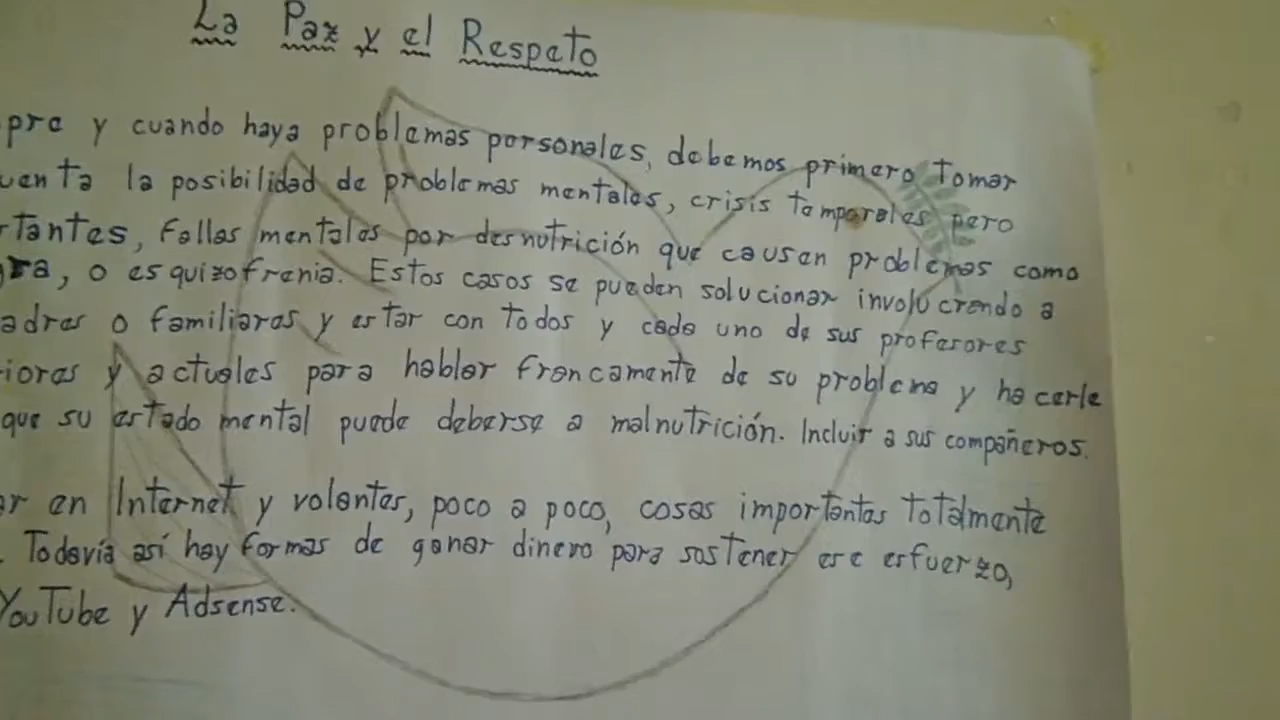 La Paz y el Respeto
pre y cuando haya problemas personales, debemos primero tomar
uenta la posibilidad de problemas mentales, crisis temporales pero
rtantes, fallas mentales por desnutrición que causen problemas como
gra, o esquizofrenia. Estos casos se pueden solucionar involucrendo a
adres o familiares y estar con todos y cada uno de sus profesores
iores y actuales para hablar francamente de su problema y hacerle
que su estado mental puede deberse a malnutrición. Incluir a sus compañeros.
ar en Internet y volantes, poco a poco, cosas importantes totalmente
. Todavía así hay formas de ganar dinero para sostener ese esfuerzo,
YouTube y Adsense.